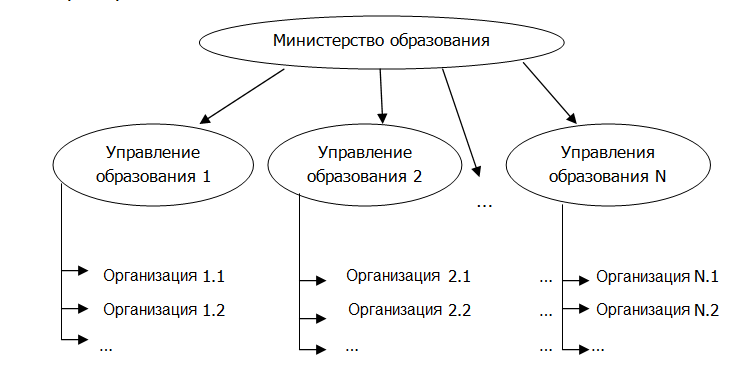 Министерство образования
Управление
образования 1
Управление
образования 2
...
Управления
образования N
Организация 1.1
Организация 2.1
...
Организация N.1
Организация 1.2
Организация 2.2
...
Организация N.2
...
...
...
...